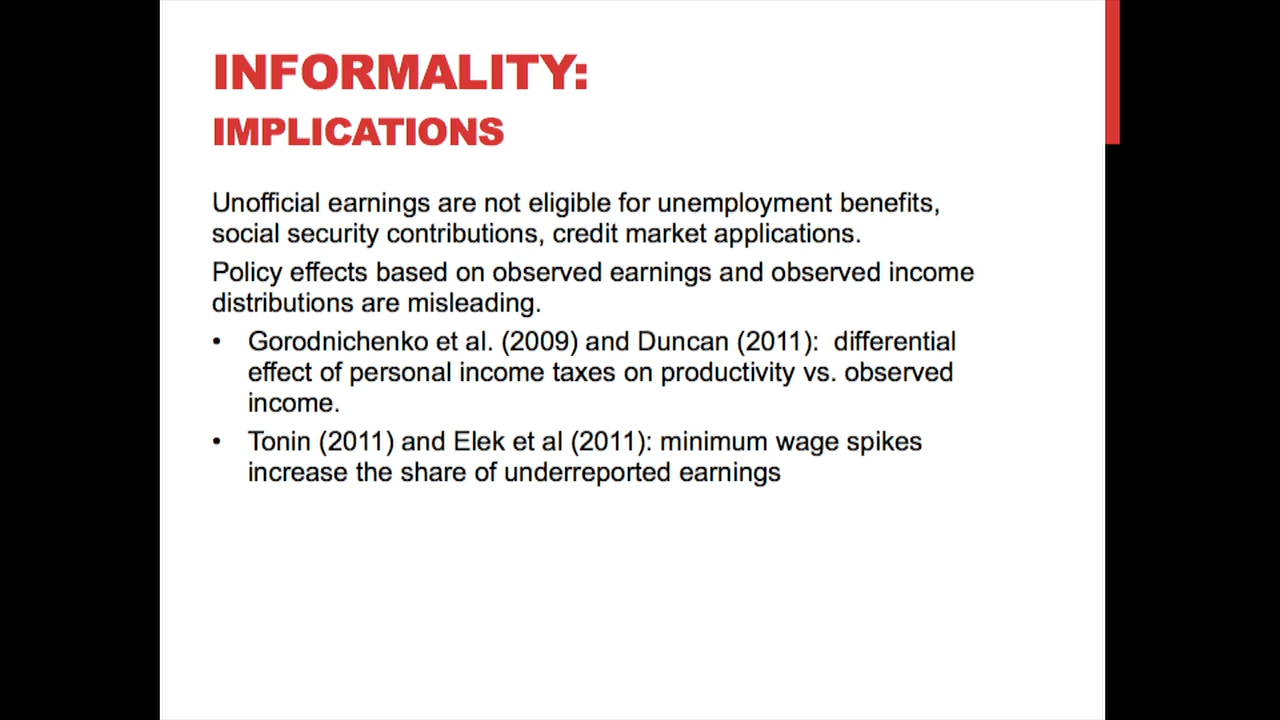 INFORMALITY:
IMPLICATIONS
Unofficial earnings are not eligible for unemployment benefits,
social security contributions, credit market applications.
Policy effects based on observed earnings and observed income
distributions are misleading.
• Gorodnichenko et al. (2009) and Duncan (2011):  differential
effect of personal income taxes on productivity vs. observed
income.
• Tonin (2011) and Elek et al (2011): minimum wage spikes
increase the share of underreported earnings